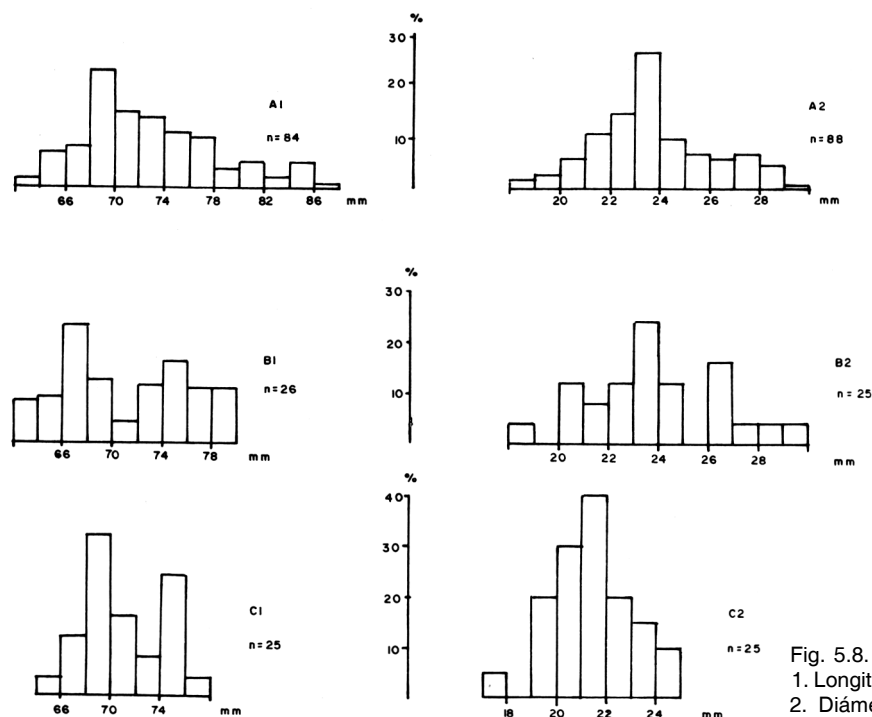 %
30
20
10
A1
n=84
66 70 74 78 82 86 mm
A2
n=88
20 22 24 26 28 mm
%
30
20
10
B1
n=26
66 70 74 78 mm
B2
n=25
20 22 24 26 28 mm
%
40
30
20
10
C1
n=25
66 70 74 mm
C2
n=25
18 20 22 24 mm
Fig. 5.8.
1. Longit
2. Diáme